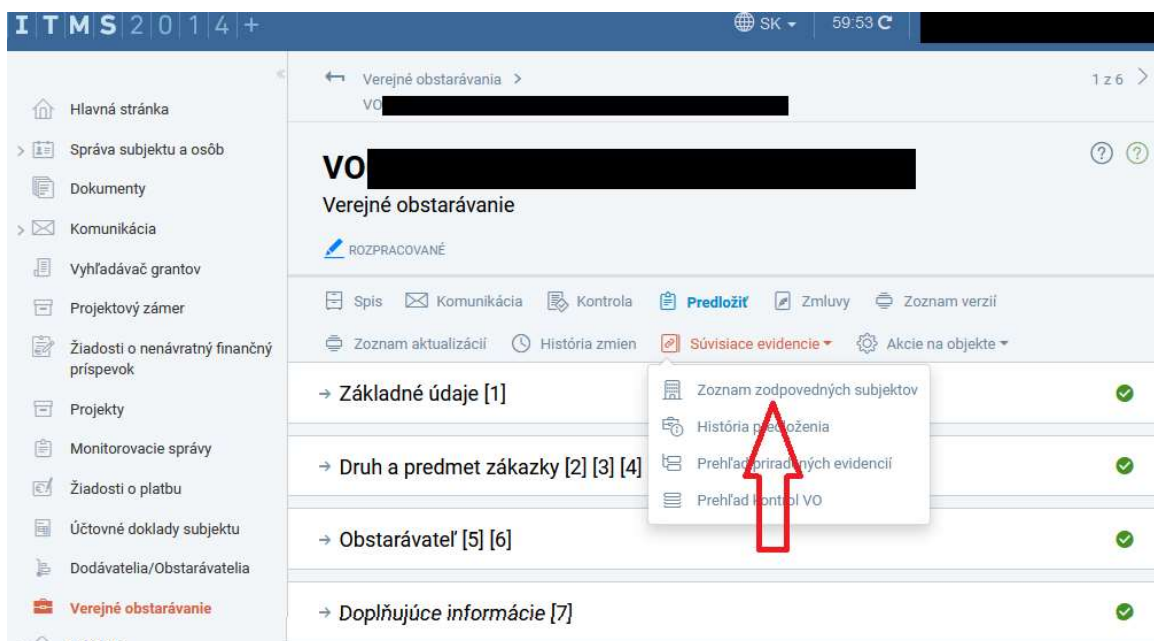 ITMS2014+
SK
59:53
Verejné obstarávania >
VO
1 z 6 >
VO
Verejné obstarávanie
ROZPRACOVANÉ
Hlavná stránka
Správa subjektu a osôb
Dokumenty
Komunikácia
Vyhľadávač grantov
Projektový zámer
Žiadosti o nenávratný finančný
príspevok
Projekty
Monitorovacie správy
Žiadosti o platbu
Účtovné doklady subjektu
Dodávatelia/Obstarávatelia
Verejné obstarávanie
Spis Komunikácia Kontrola Predložiť Zmluvy Zoznam verzií
Zoznam aktualizácií História zmien Súvisiace evidencie Akcie na objekte
Zoznam zodpovedných subjektov
História predloženia
Prehľad priradených evidencií
Prehľad kontrol VO
Základné údaje [1]
Druh a predmet zákazky [2] [3] [4]
Obstarávateľ [5] [6]
Doplňujúce informácie [7]